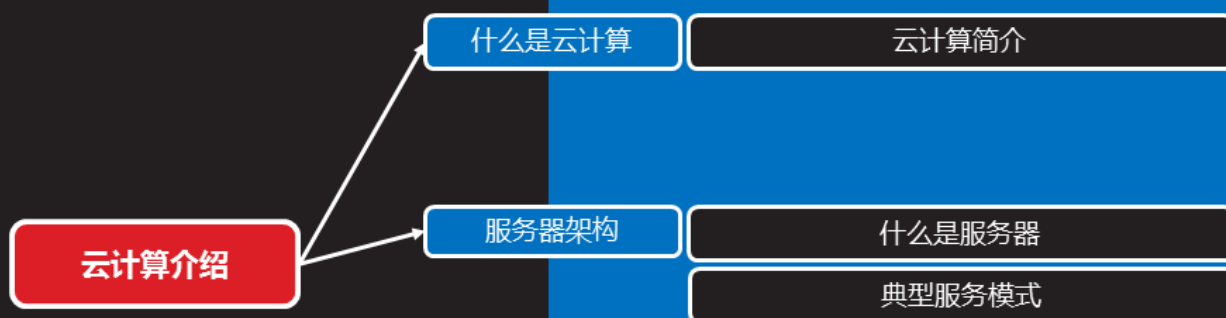 什么是云计算
云计算简介
服务器架构
什么是服务器
云计算介绍
典型服务模式